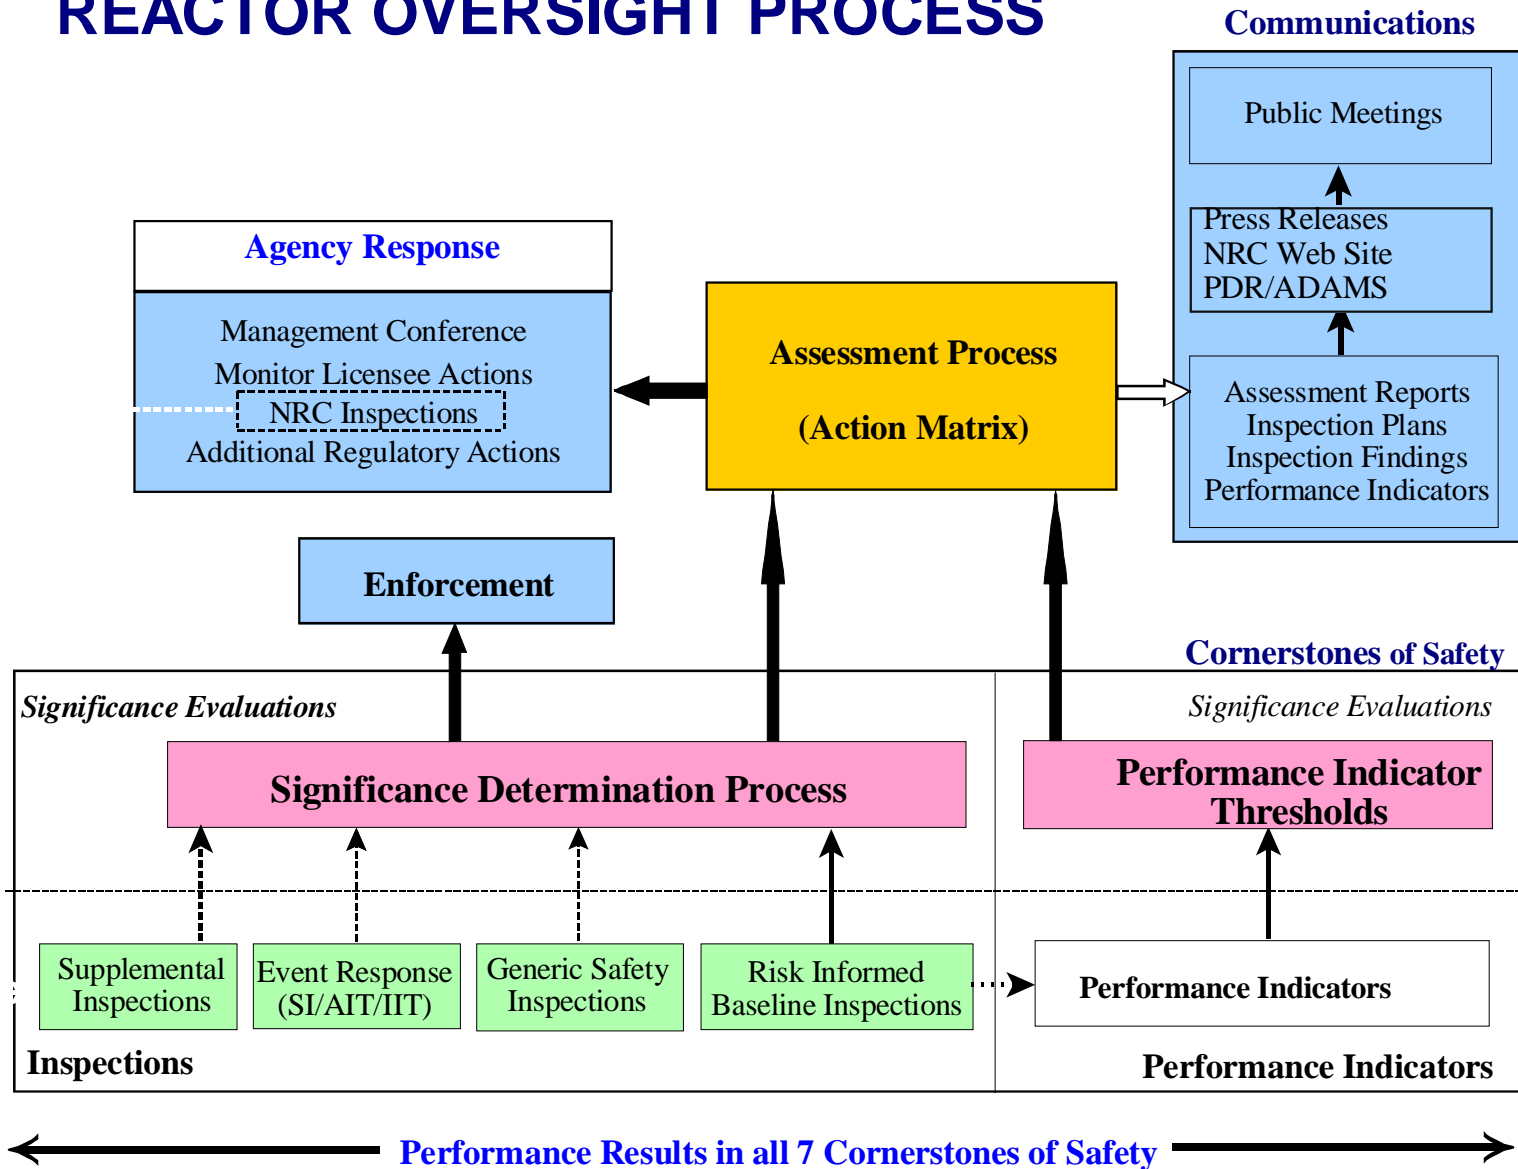 REACTOR OVERSIGHT PROCESS
Communications
Public Meetings
Press Releases
NRC Web Site
PDR/ADAMS
Assessment Reports
Inspection Plans
Inspection Findings
Performance Indicators
Agency Response
Management Conference
Monitor Licensee Actions
NRC Inspections
Additional Regulatory Actions
Assessment Process
(Action Matrix)
Enforcement
Cornerstones of Safety
Significance Evaluations
Significance Evaluations
Significance Determination Process
Performance Indicator
Thresholds
Supplemental
Inspections
Event Response
(SI/AIT/IIT)
Generic Safety
Inspections
Risk Informed
Baseline Inspections
Performance Indicators
Inspections
Performance Indicators
Performance Results in all 7 Cornerstones of Safety